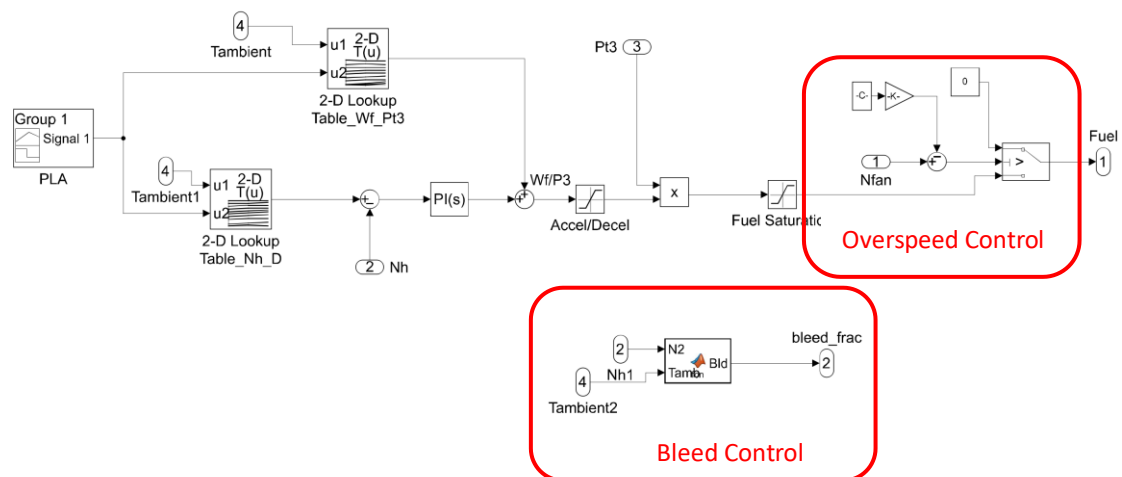 4
Tambient
u1
u2
2-D
T(u)
2-D Lookup
Table_Wf_Pt3
Group 1
Signal 1
PLA
4
Tambient1
u1
u2
2-D
T(u)
2-D Lookup
Table_Nh_D
2
Nh
PI(s)
Wf/P3
Accel/Decel
Pt3
3
x
Fuel Saturatio
-C-
-K-
0
1
Nfan
>
Fuel
1
Overspeed Control
2
Nh1
4
Tambient2
N2
Tamb
Bld
bleed_frac
2
Bleed Control